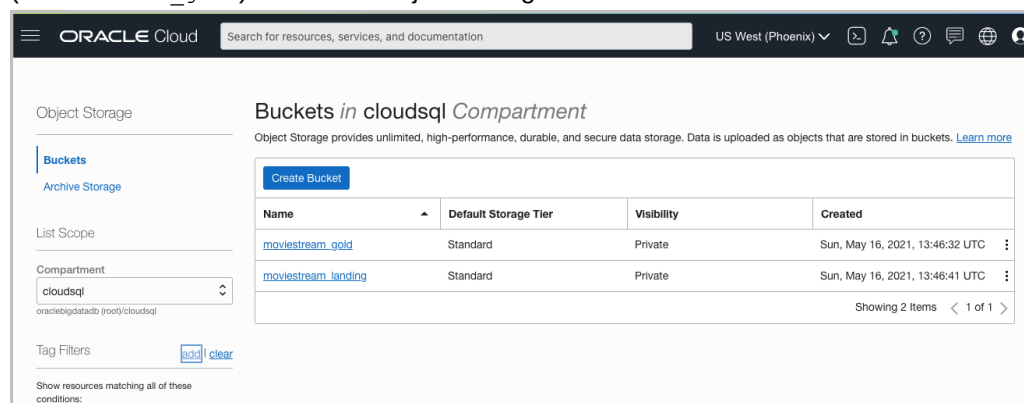 ORACLE Cloud
Search for resources, services, and documentation
US West (Phoenix)
Object Storage
Buckets
Archive Storage
List Scope
Compartment
cloudsql
oraclebigdatadb (root)/cloudsql
Tag Filters
add | clear
Show resources matching all of these
conditions:
Buckets in cloudsql Compartment
Object Storage provides unlimited, high-performance, durable, and secure data storage. Data is uploaded as objects that are stored in buckets. Learn more
Create Bucket
Name Default Storage Tier Visibility Created
moviestream_gold Standard Private Sun, May 16, 2021, 13:46:32 UTC
moviestream_landing Standard Private Sun, May 16, 2021, 13:46:41 UTC
Showing 2 Items < 1 of 1 >